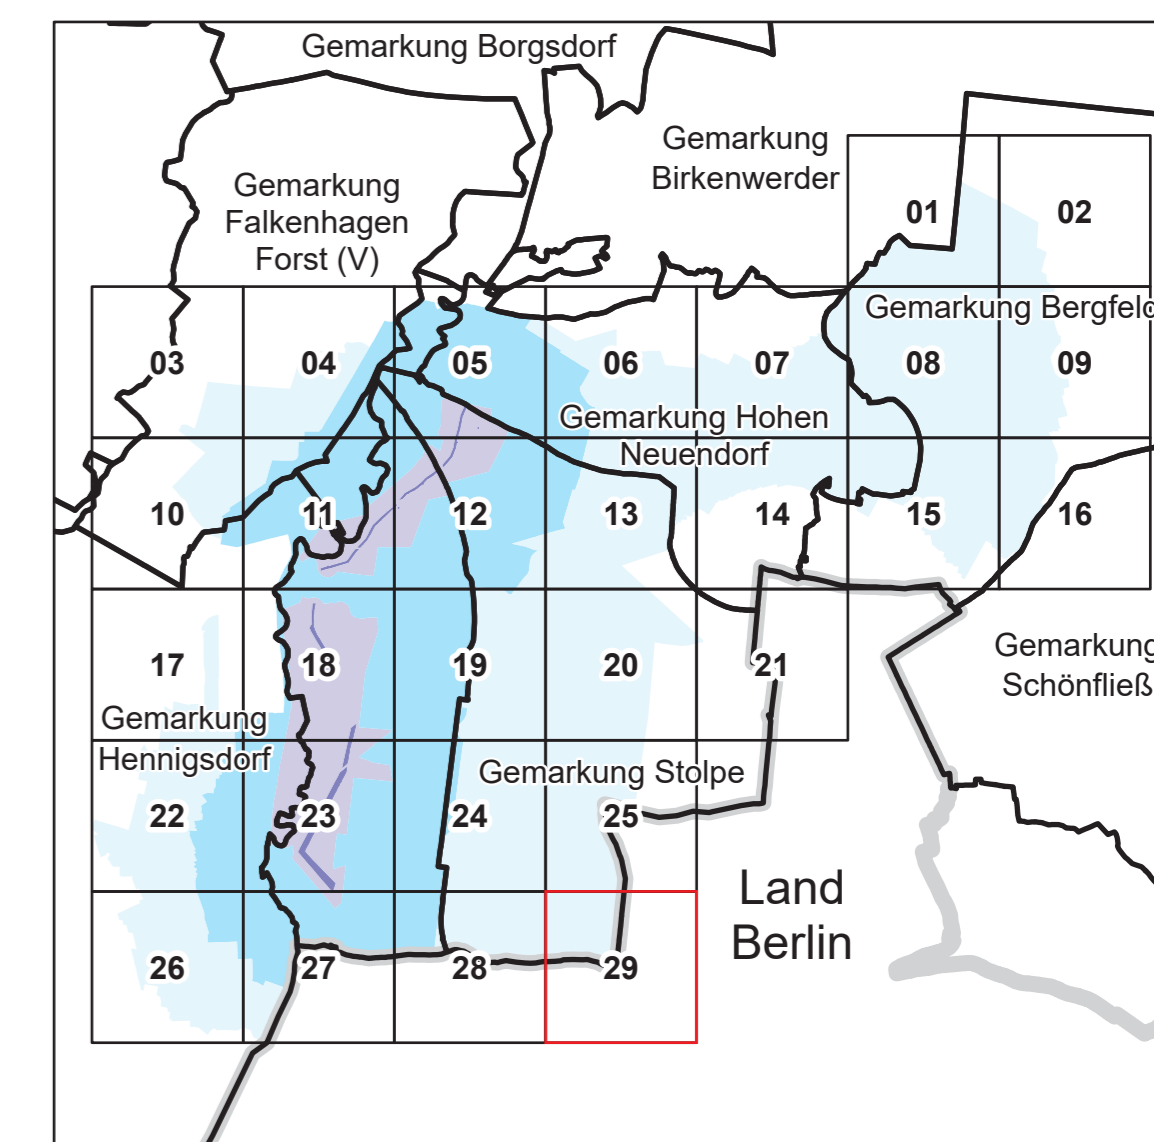 Gemarkung Borgsdorf
Gemarkung
Birkenwerder
Gemarkung
Falkenhagen
Forst (V)
01
02
Gemarkung Bergfeld
03
04
05
06
07
08
09
Gemarkung Hohen
Neuendorf
10
11
12
13
14
15
16
17
18
19
20
21
Gemarkung
Schönfließ
Gemarkung
Hennigsdorf
Gemarkung Stolpe
22
23
24
25
Land
Berlin
26
27
28
29